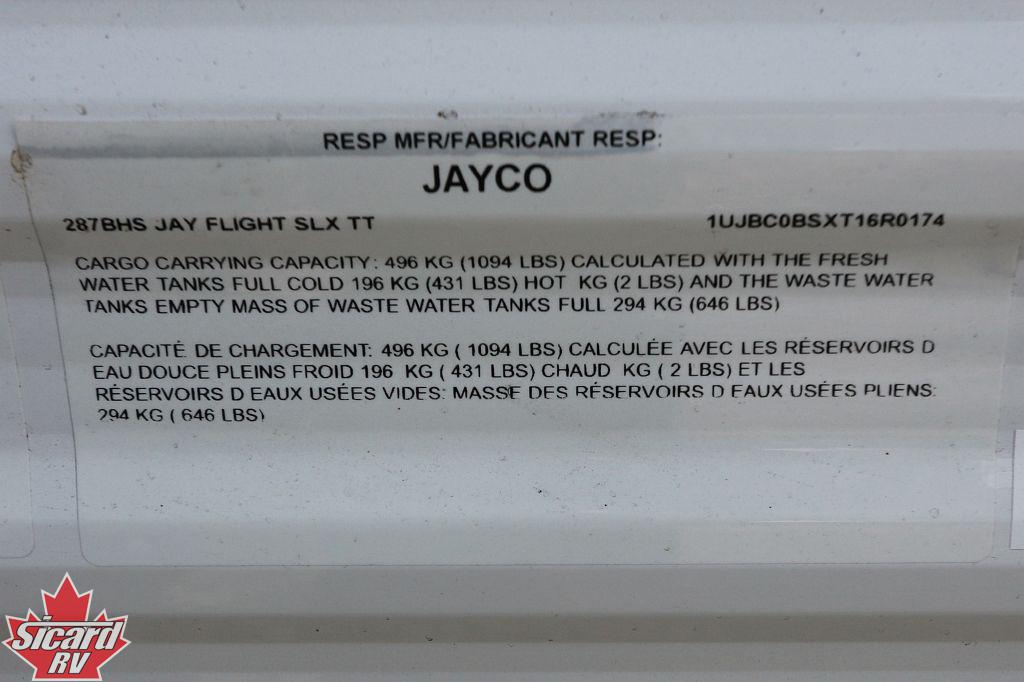 RESP MFR/FABRICANT RESP:
JAYCO
287BHS JAY FLIGHT SLX TT 1UJBC0BSXT16R0174
CARGO CARRYING CAPACITY: 496 KG (1094 LBS) CALCULATED WITH THE FRESH
WATER TANKS FULL COLD 196 KG (431 LBS) HOT KG (2 LBS) AND THE WASTE WATER
TANKS EMPTY MASS OF WASTE WATER TANKS FULL 294 KG (646 LBS)
CAPACITÉ DE CHARGEMENT: 496 KG ( 1094 LBS) CALCULÉE AVEC LES RÉSERVOIRS D
EAU DOUCE PLEINS FROID 196 KG ( 431 LBS) CHAUD KG ( 2 LBS) ET LES
RÉSERVOIRS D EAUX USÉES VIDES: MASSE DES RÉSERVOIRS D EAUX USÉES PLIENS:
294 KG ( 646 LBS)
Sicard
RV